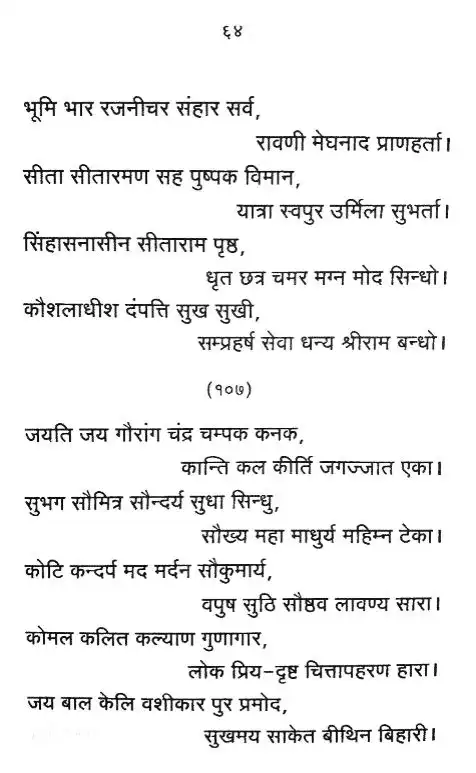 ६४
भूमि भार रजनीचर संहार सर्व,
रावणी मेघनाद प्राणहर्ता।
सीता सीतारमण सह पुष्पक विमान,
यात्रा स्वपुर उर्मिला सुभर्ता।
सिंहासनासीन सीताराम पृष्ठ,
धृत छत्र चमर मग्न मोद सिन्धो।
कौशलाधीश दंपत्ति सुख सुखी,
सम्प्रहर्ष सेवा धन्य श्रीराम बन्धो।
(१०७)
जयति जय गौरांग चंद्र चम्पक कनक,
कान्ति कल कीर्ति जगज्जात एका।
सुभग सौमित्र सौन्दर्य सुधा सिन्धु,
सौख्य महा माधुर्य महिम्न टेका।
कोटि कन्दर्प मद मर्दन सौकुमार्य,
वपुष सुठि सौष्ठव लावण्य सारा।
कोमल कलित कल्याण गुणागार,
लोक प्रिय-दृष्ट चित्तापहरण हारा।
जय बाल केलि वशीकार पुर प्रमोद,
सुखमय साकेत बीथिन बिहारी।